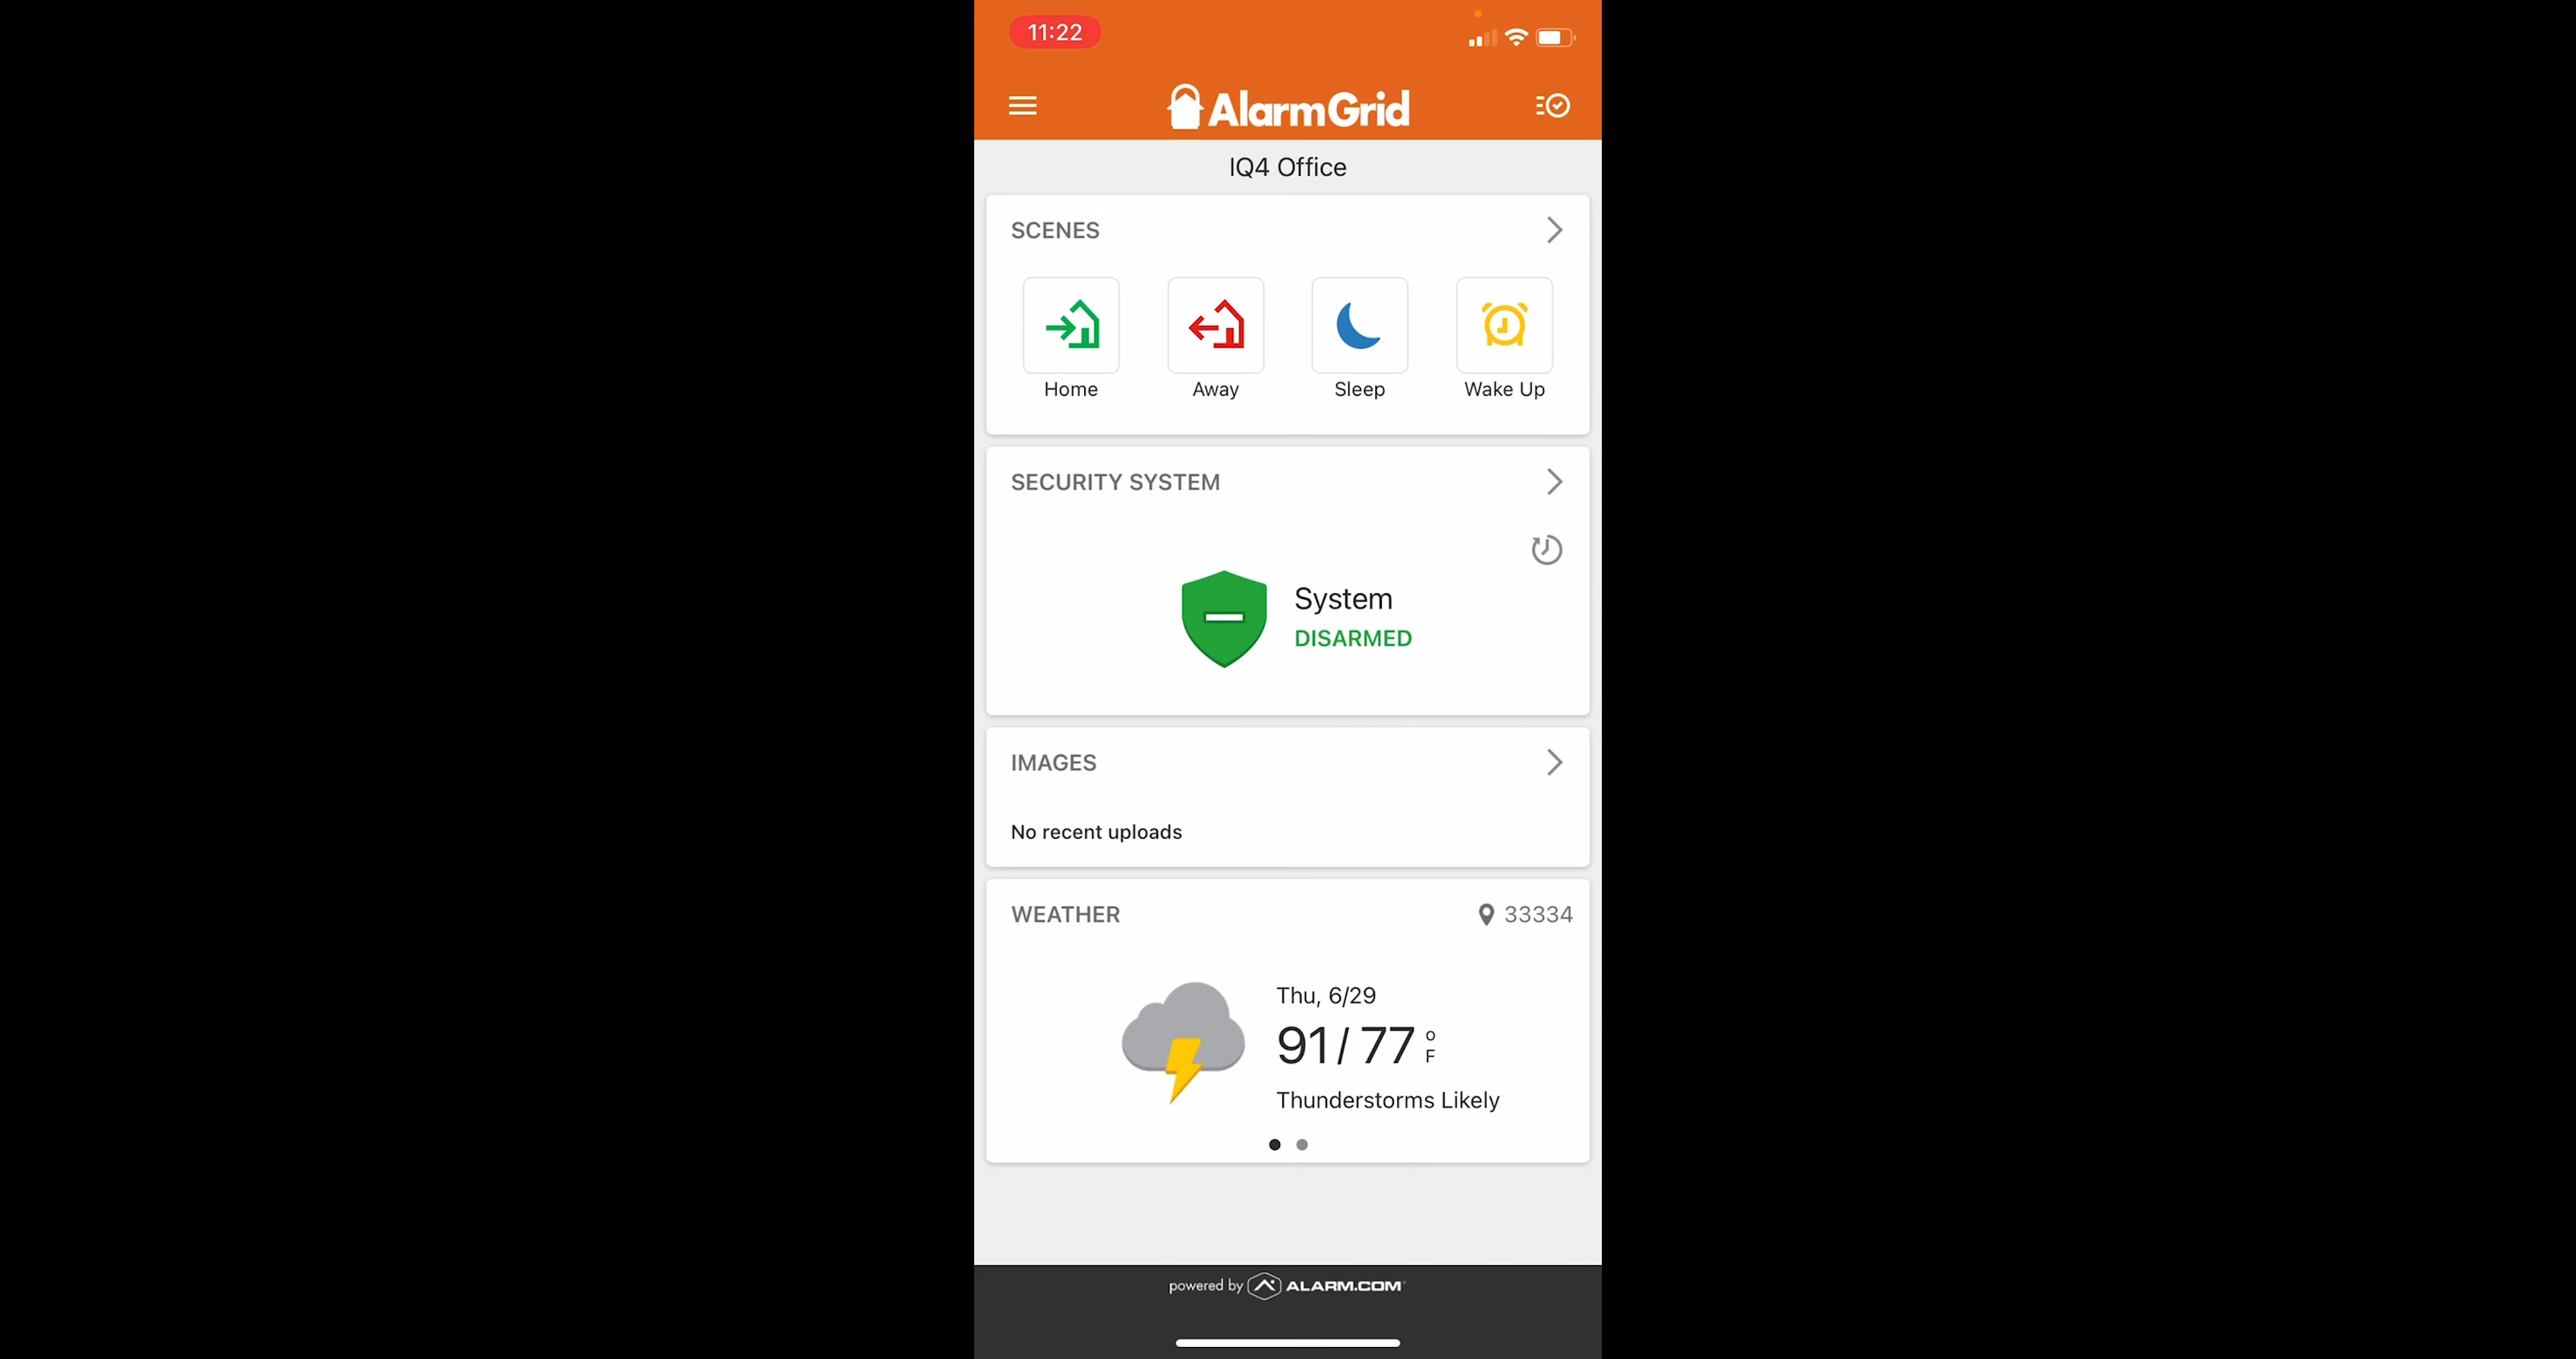 11:22
AlarmGrid
IQ4 Office
SCENES
Home
Away
Sleep
Wake Up
SECURITY SYSTEM
System
DISARMED
IMAGES
No recent uploads
WEATHER
33334
Thu, 6/29
91/77 °F
Thunderstorms Likely
powered by ALARM.COM